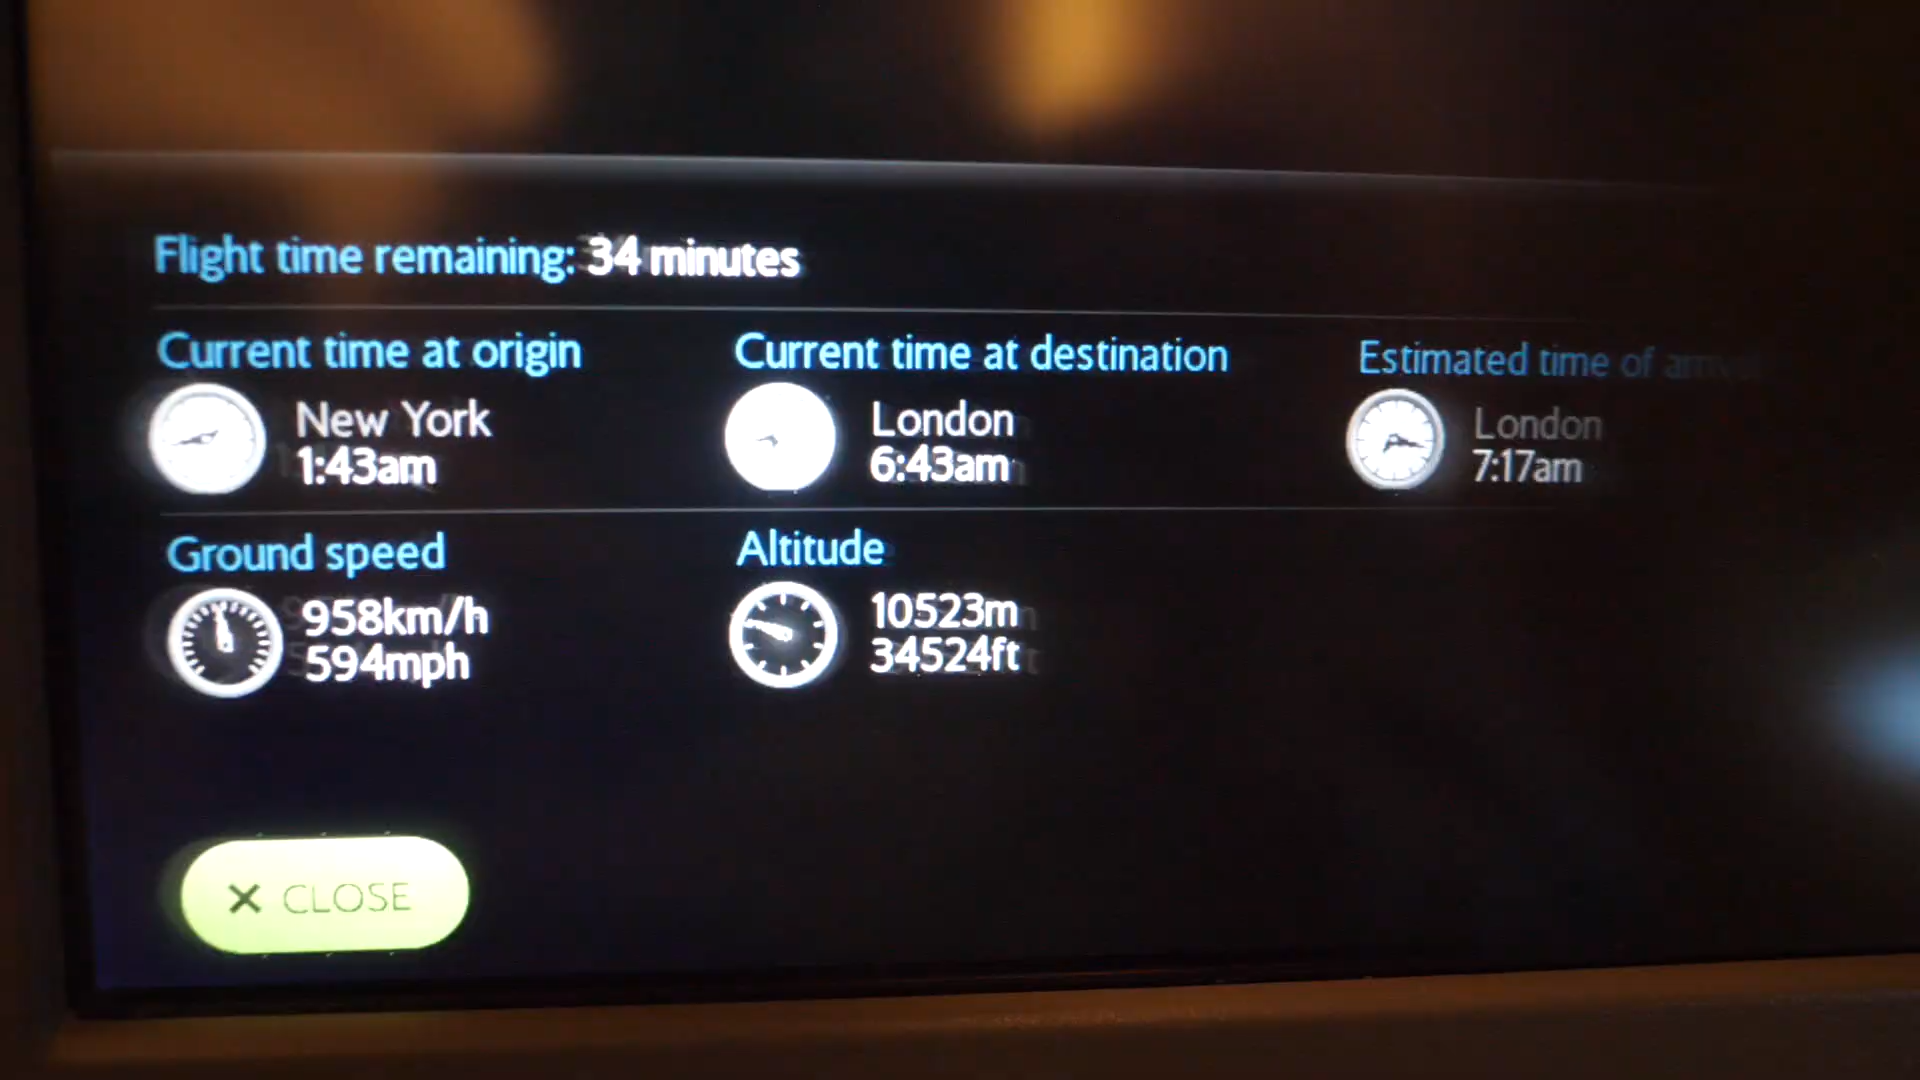 Flight time remaining: 34 minutes
Current time at origin
New York
1:43am
Current time at destination
London
6:43am
Estimated time of arrival
London
7:17am
Ground speed
958km/h
594mph
Altitude
10523m
34524ft
× CLOSE